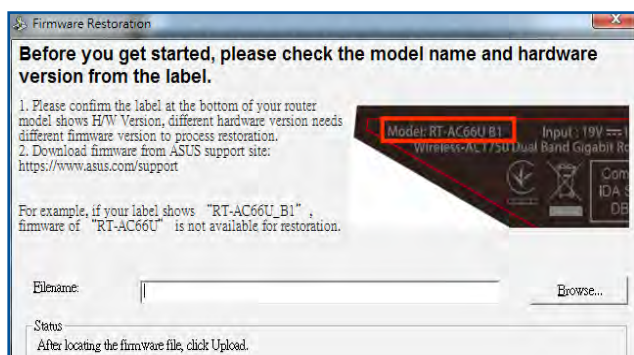 Firmware Restoration
Before you get started, please check the model name and hardware
version from the label.
1. Please confirm the label at the bottom of your router
model shows H/W Version, different hardware version needs
different firmware version to process restoration.
2. Download firmware from ASUS support site:
https://www.asus.com/support
For example, if your label shows “RT-AC66U_B1”,
firmware of “RT-AC66U” is not available for restoration.
Model: RT-AC66U B1 Input : 19V
Wireless-AC1750 Dual Band Gigabit
IDA
DB
Filename:
Browse...
Status
After locating the firmware file, click Upload.